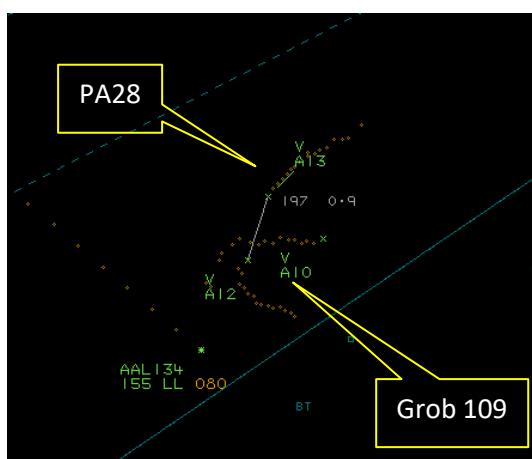 PA28
V
A13
197 0.9
V
A10
V
A12
AAL134
155 LL 080
BT
Grob 109